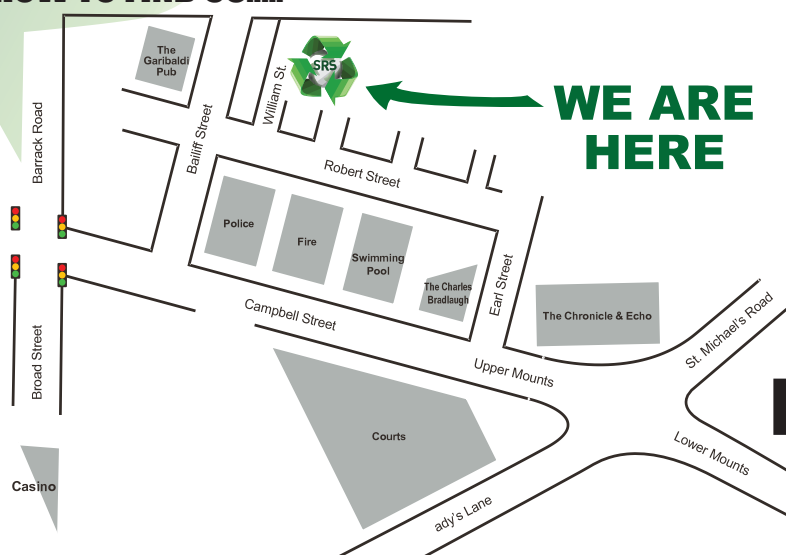 The
Garibaldi
Pub
SRS
WE ARE
HERE
William St.
Barrack Road
Bailiff Street
Robert Street
Police
Fire
Swimming
Pool
The Charles
Bradlaugh
Earl Street
The Chronicle & Echo
St. Michael's Road
Campbell Street
Broad Street
Upper Mounts
Courts
Lower Mounts
Casino
ady's Lane